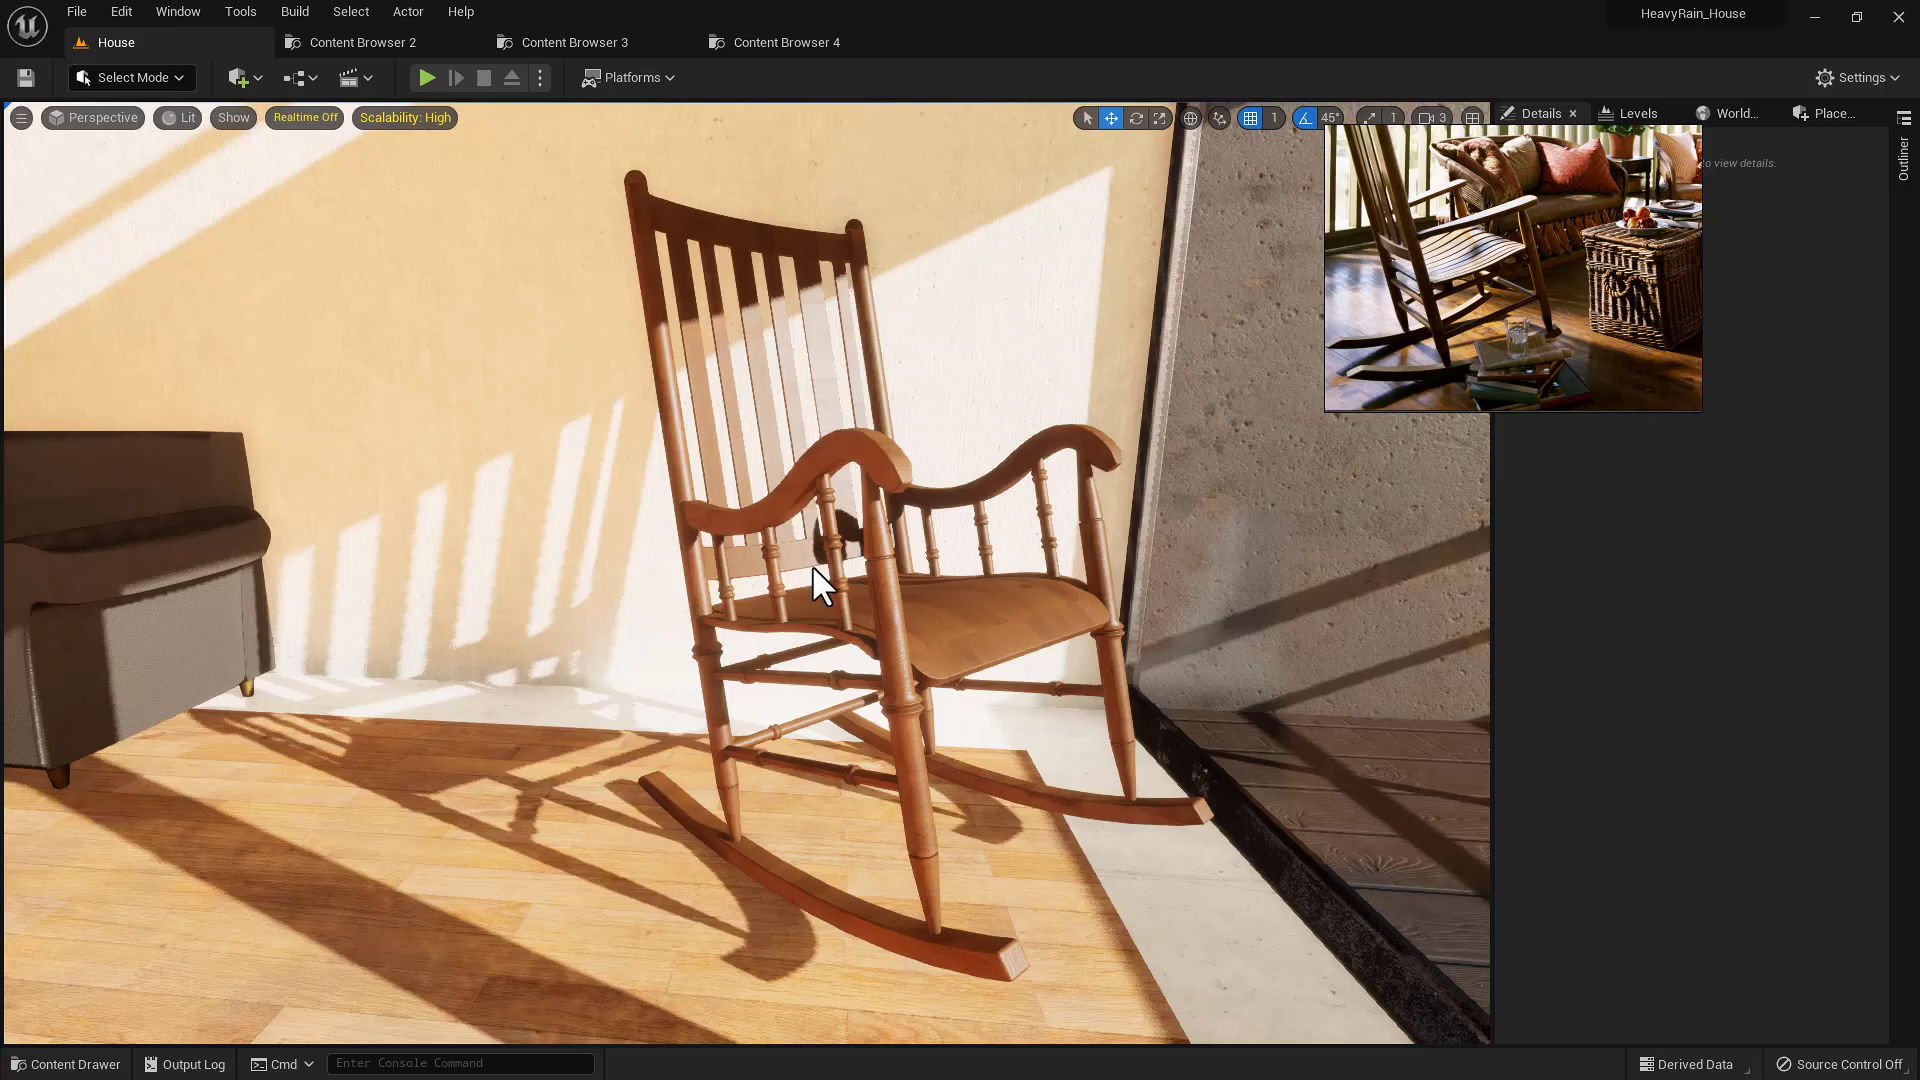 File Edit Window Tools Build Select Actor Help
HeavyRain_House
House Content Browser 2 Content Browser 3 Content Browser 4
Select Mode Platforms Settings
Perspective Lit Show Realtime Off Scalability: High 1 45° 1 3 Details Levels World... Place...
to view details.
Outliner
Content Drawer Output Log Cmd Enter Console Command Derived Data Source Control Off